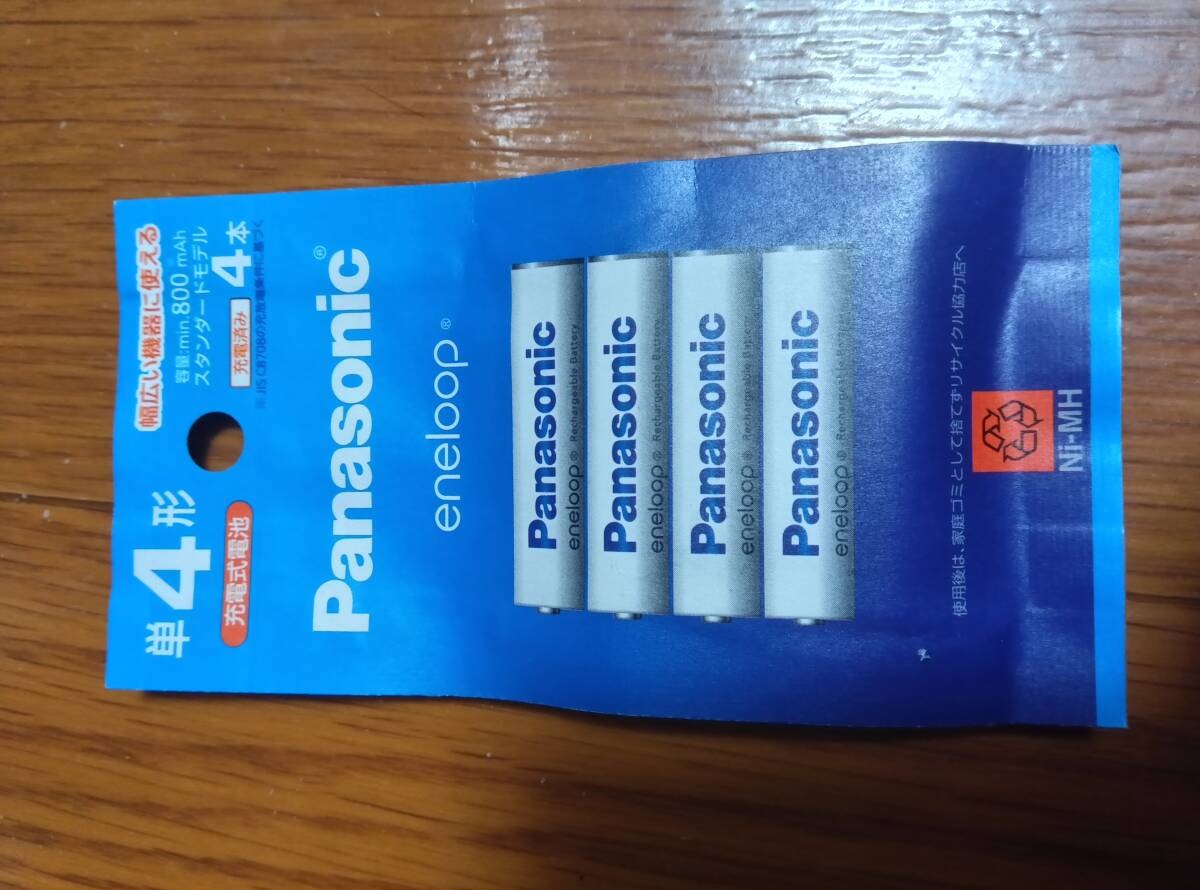 単4形
充電式電池
幅広い機器に使える
容量:min.800 mAh
スタンダードモデル
充電済み 4本
※JIS C8708の充放電条件に基づく
Panasonic®
eneloop®
Panasonic
eneloop® Rechargeable Battery
Panasonic
eneloop® Rechargeable Battery
Panasonic
eneloop® Rechargeable Battery
Panasonic
eneloop® Rechargeable Battery
使用後は、家庭ゴミとして捨てずリサイクル協力店へ
Ni-MH